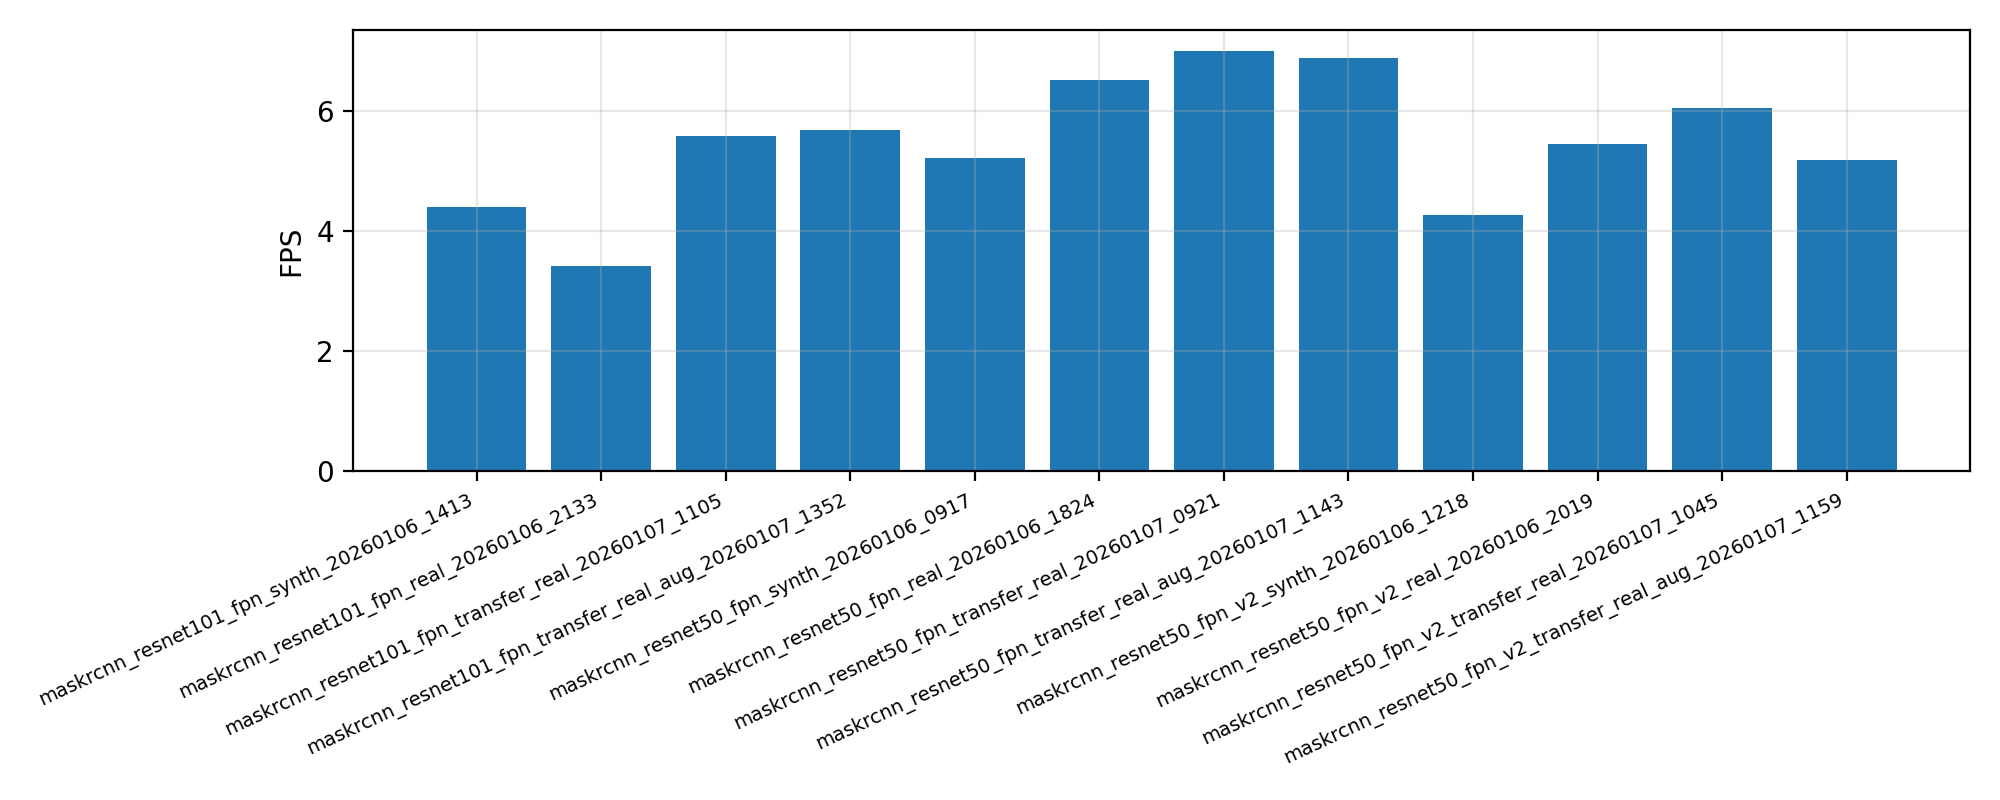 FPS
6
4
2
0
maskrcnn_resnet101_fpn_synth_20260106_1413
maskrcnn_resnet101_fpn_real_20260106_2133
maskrcnn_resnet101_fpn_transfer_real_20260107_1105
maskrcnn_resnet101_fpn_transfer_real_aug_20260107_1352
maskrcnn_resnet50_fpn_synth_20260106_0917
maskrcnn_resnet50_fpn_real_20260106_1824
maskrcnn_resnet50_fpn_transfer_real_20260107_0921
maskrcnn_resnet50_fpn_transfer_real_aug_20260107_1143
maskrcnn_resnet50_fpn_v2_synth_20260106_1218
maskrcnn_resnet50_fpn_v2_real_20260106_2019
maskrcnn_resnet50_fpn_v2_transfer_real_20260107_1045
maskrcnn_resnet50_fpn_v2_transfer_real_aug_20260107_1159